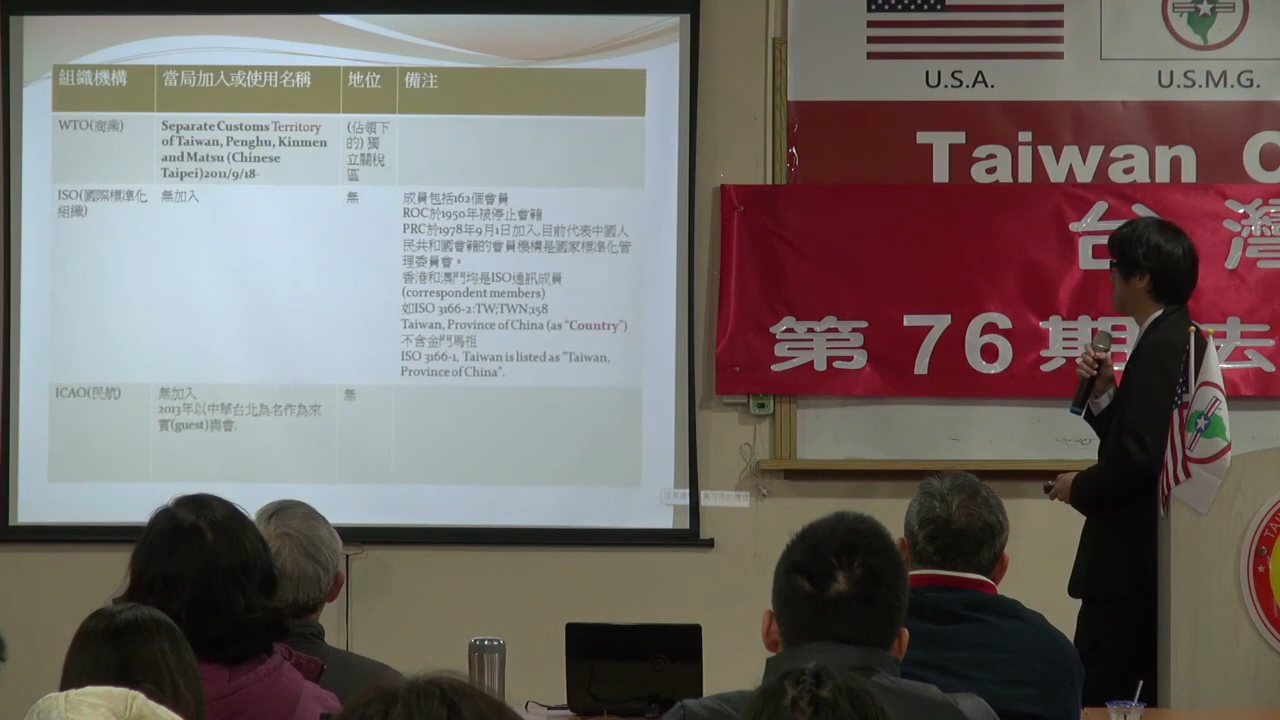 組織機構
當局加入或使用名稱
地位
備注
WTO(商業)
Separate Customs Territory
of Taiwan, Penghu, Kinmen
and Matsu (Chinese
Taipei)2011/9/18-
(佔領下
的) 獨
立關稅
區
ISO(國際標準化
組織)
無加入
無
成員包括162個會員
ROC於1950年被停止會籍
PRC於1978年9月1日加入,目前代表中國人
民共和國會籍的會員機構是國家標準化管
理委員會。
香港和澳門均是ISO通訊成員
(correspondent members)
如ISO 3166-2:TW;TWN;158
Taiwan, Province of China (as "Country")
不含金門馬祖
ISO 3166-1, Taiwan is listed as "Taiwan,
Province of China".
ICAO(民航)
無加入
2013年以中華台北為名作為來
賓(guest)與會.
無
U.S.A.
U.S.M.G.
Taiwan C
台灣
第 76 期 去